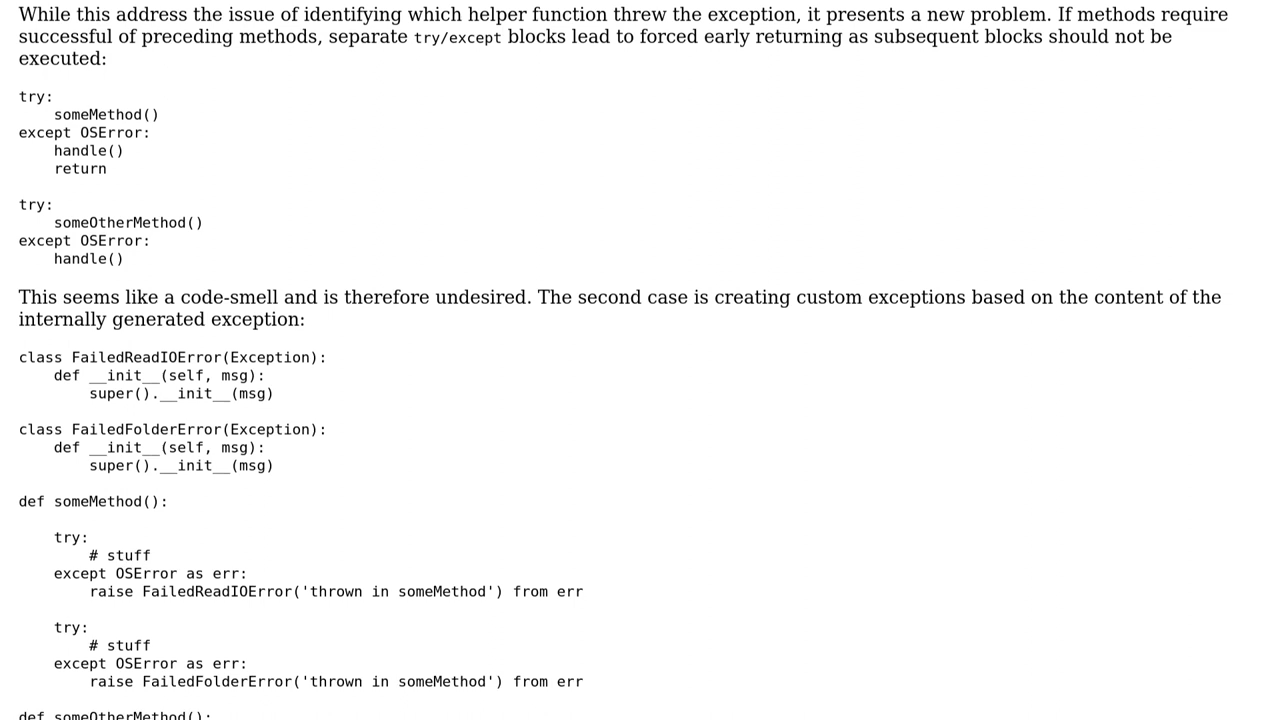 While this address the issue of identifying which helper function threw the exception, it presents a new problem. If methods require
successful of preceding methods, separate try/except blocks lead to forced early returning as subsequent blocks should not be
executed:
try:
    someMethod()
except OSError:
    handle()
    return
try:
    someOtherMethod()
except OSError:
    handle()
This seems like a code-smell and is therefore undesired. The second case is creating custom exceptions based on the content of the
internally generated exception:
class FailedReadIOError(Exception):
    def __init__(self, msg):
        super().__init__(msg)
class FailedFolderError(Exception):
    def __init__(self, msg):
        super().__init__(msg)
def someMethod():
    try:
        # stuff
    except OSError as err:
        raise FailedReadIOError('thrown in someMethod') from err
    try:
        # stuff
    except OSError as err:
        raise FailedFolderError('thrown in someMethod') from err
def someOtherMethod():